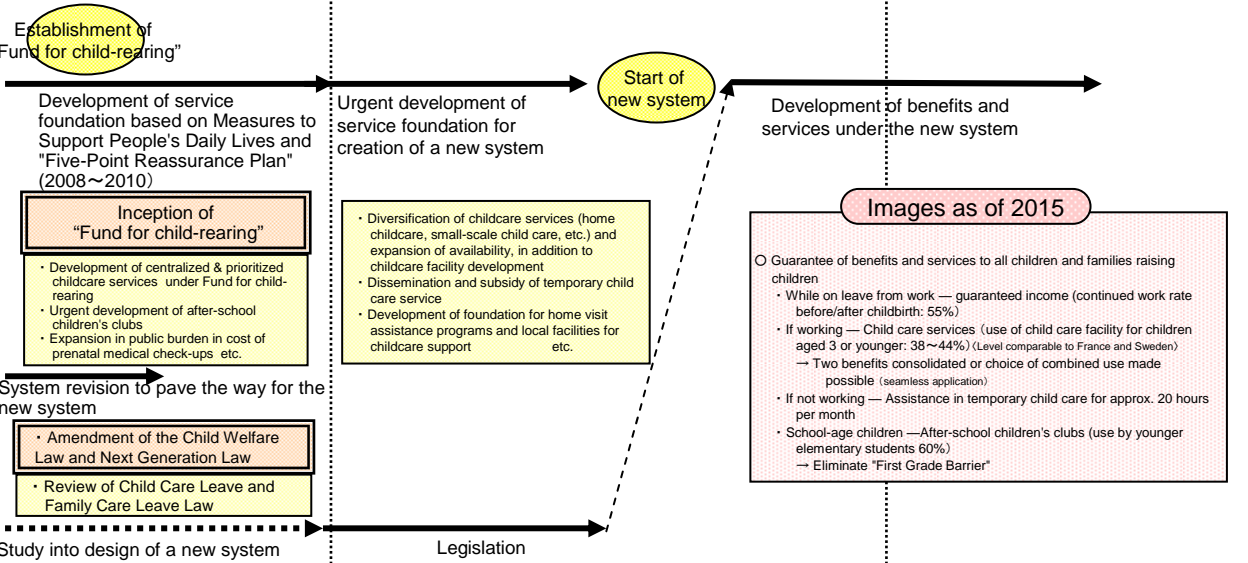 Establishment of
Fund for child-rearing”
Development of service
foundation based on Measures to
Support People's Daily Lives and
"Five-Point Reassurance Plan"
(2008～2010）
Inception of
“Fund for child-rearing”
・Development of centralized & prioritized
childcare services under Fund for child-
rearing
・Urgent development of after-school
children's clubs
・Expansion in public burden in cost of
prenatal medical check-ups etc.
System revision to pave the way for the
new system
・Amendment of the Child Welfare
Law and Next Generation Law
・Review of Child Care Leave and
Family Care Leave Law
Study into design of a new system
Urgent development of
service foundation for
creation of a new system
・Diversification of childcare services (home
childcare, small-scale child care, etc.) and
expansion of availability, in addition to
childcare facility development
・Dissemination and subsidy of temporary child
care service
・Development of foundation for home visit
assistance programs and local facilities for
childcare support etc.
Legislation
Start of
new system
Development of benefits and
services under the new system
Images as of 2015
○ Guarantee of benefits and services to all children and families raising
children
・While on leave from work — guaranteed income (continued work rate
before/after childbirth: 55%）
・If working — Child care services （use of child care facility for children
aged 3 or younger: 38～44%）〈Level comparable to France and Sweden〉
→ Two benefits consolidated or choice of combined use made
possible （seamless application）
・If not working — Assistance in temporary child care for approx. 20 hours
per month
・School-age children —After-school children's clubs (use by younger
elementary students 60%）
→ Eliminate "First Grade Barrier"